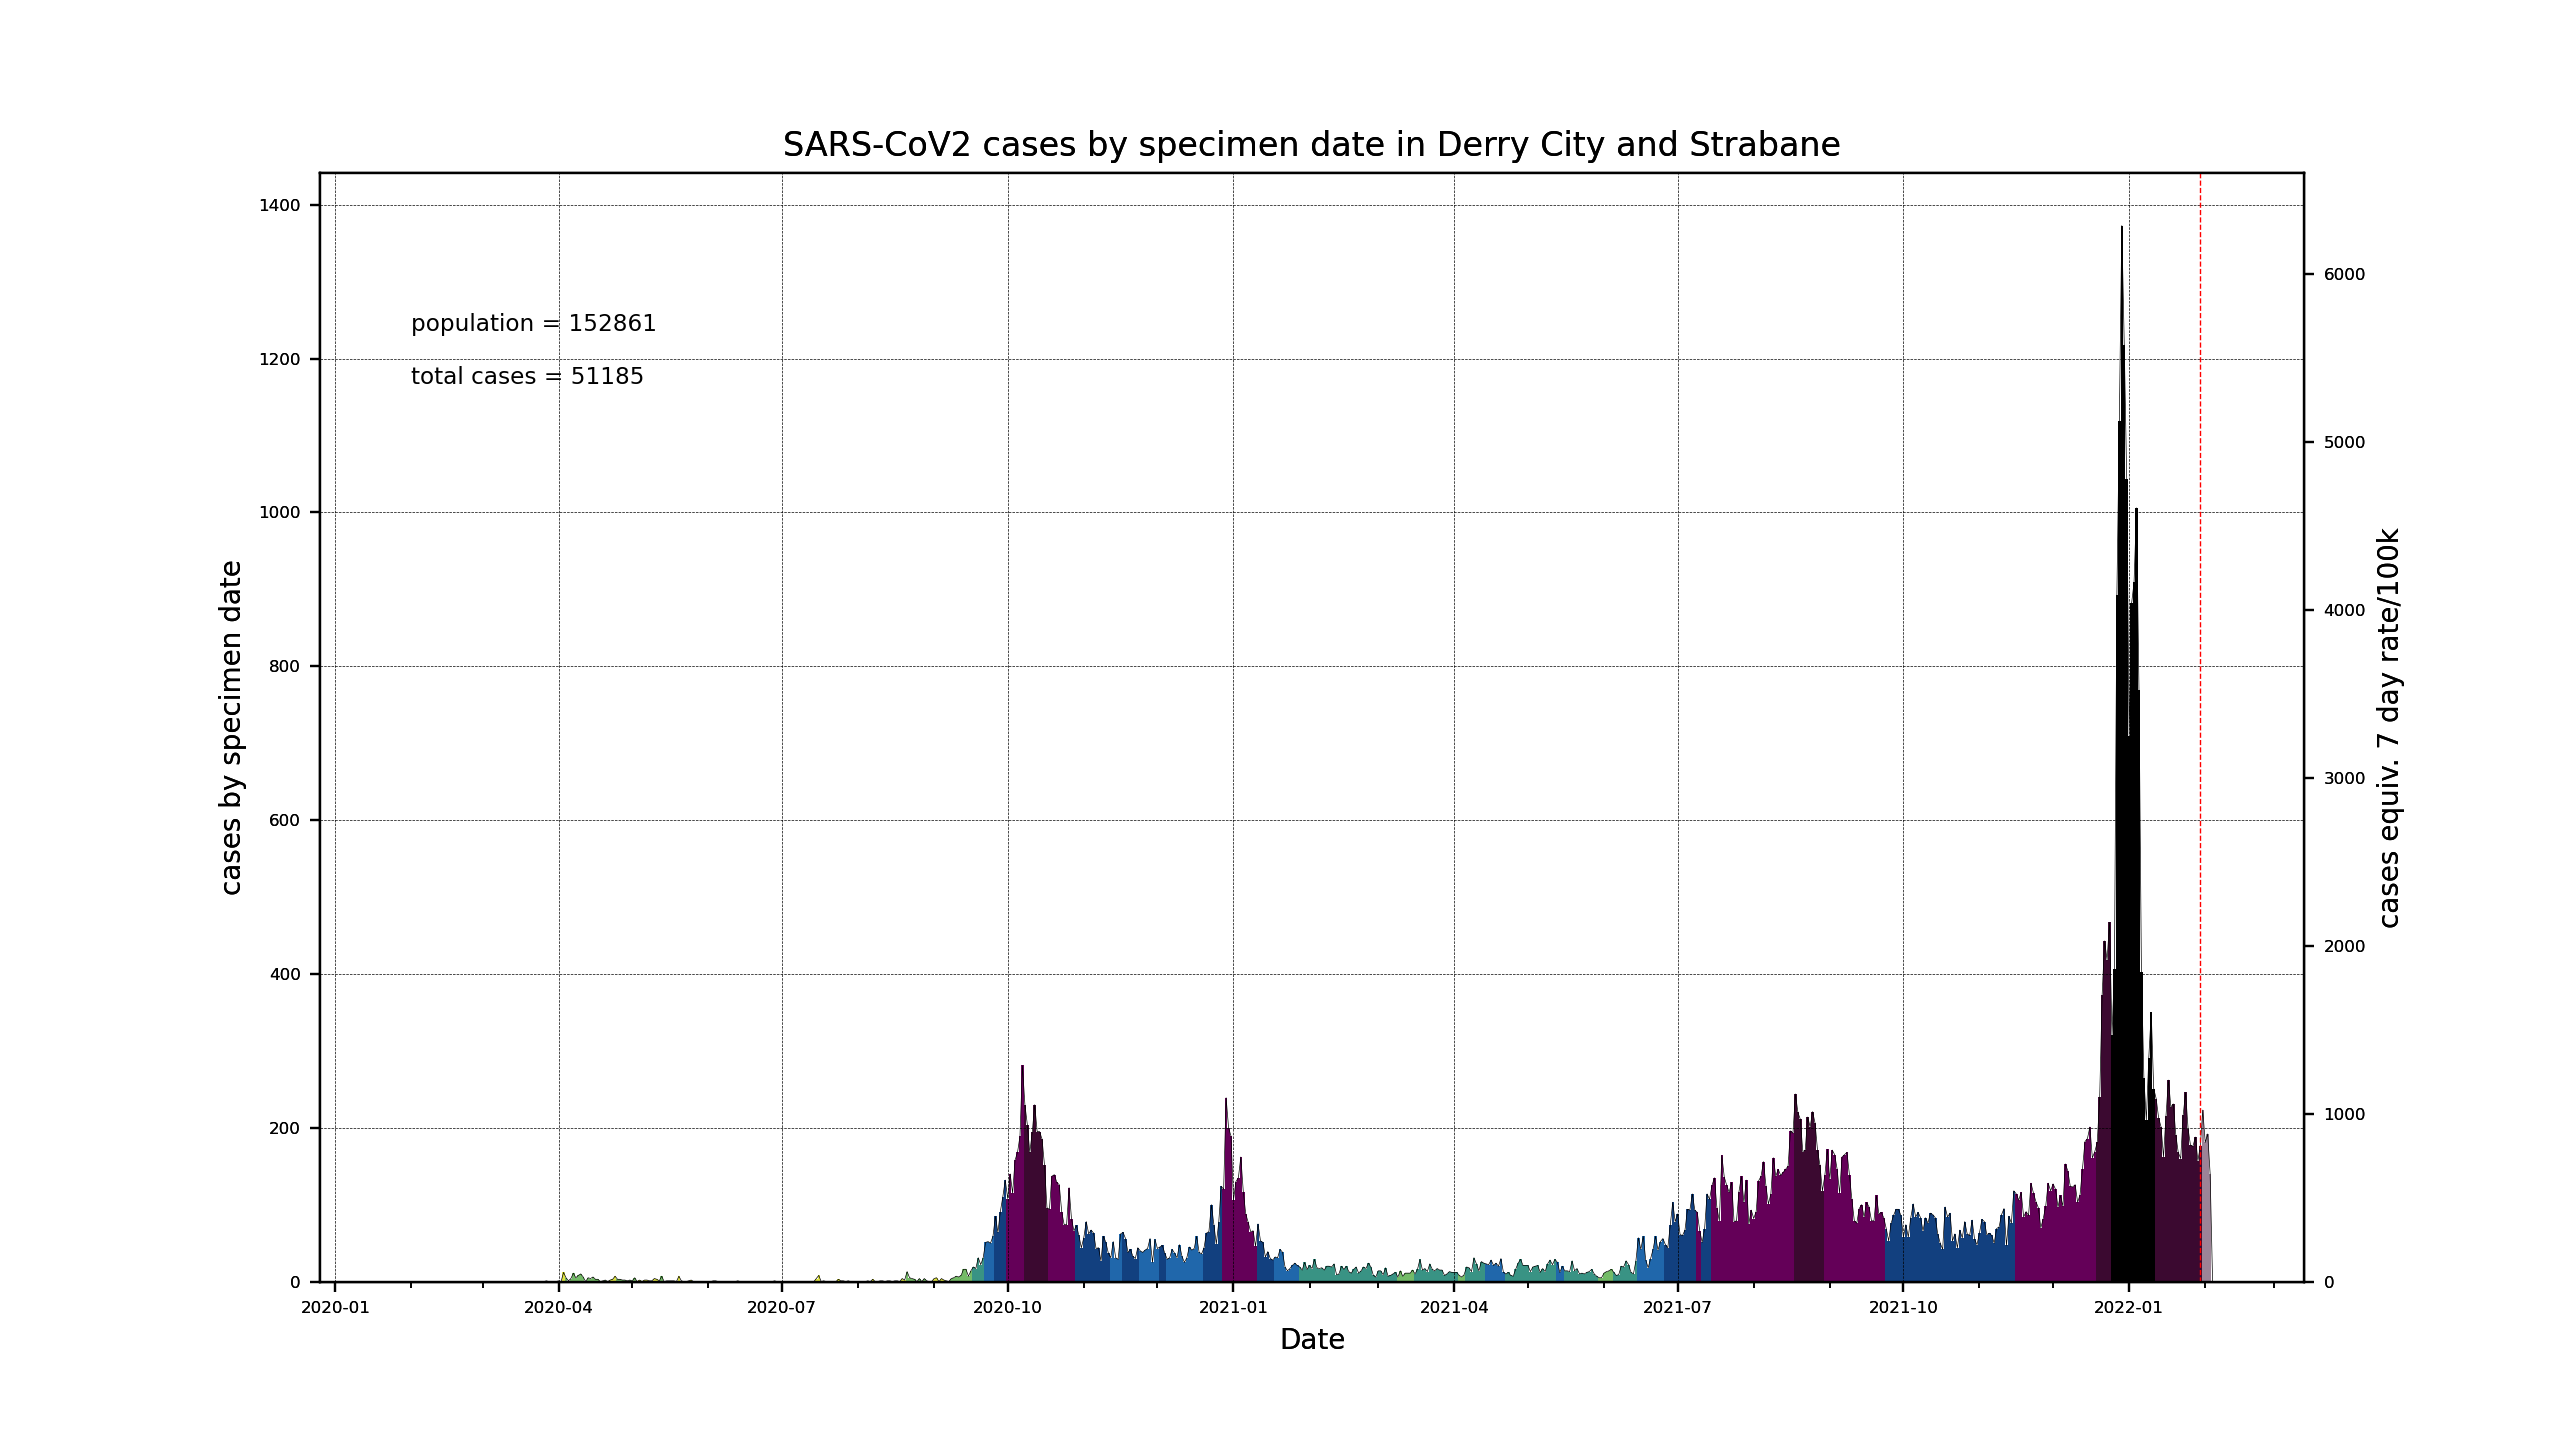 SARS-CoV2 cases by specimen date in Derry City and Strabane
population = 152861
total cases = 51185
cases by specimen date
1400
1200
1000
800
600
400
200
0
6000
5000
4000
3000
2000
1000
0
cases equiv. 7 day rate/100k
2020-01 2020-04 2020-07 2020-10 2021-01 2021-04 2021-07 2021-10 2022-01
Date